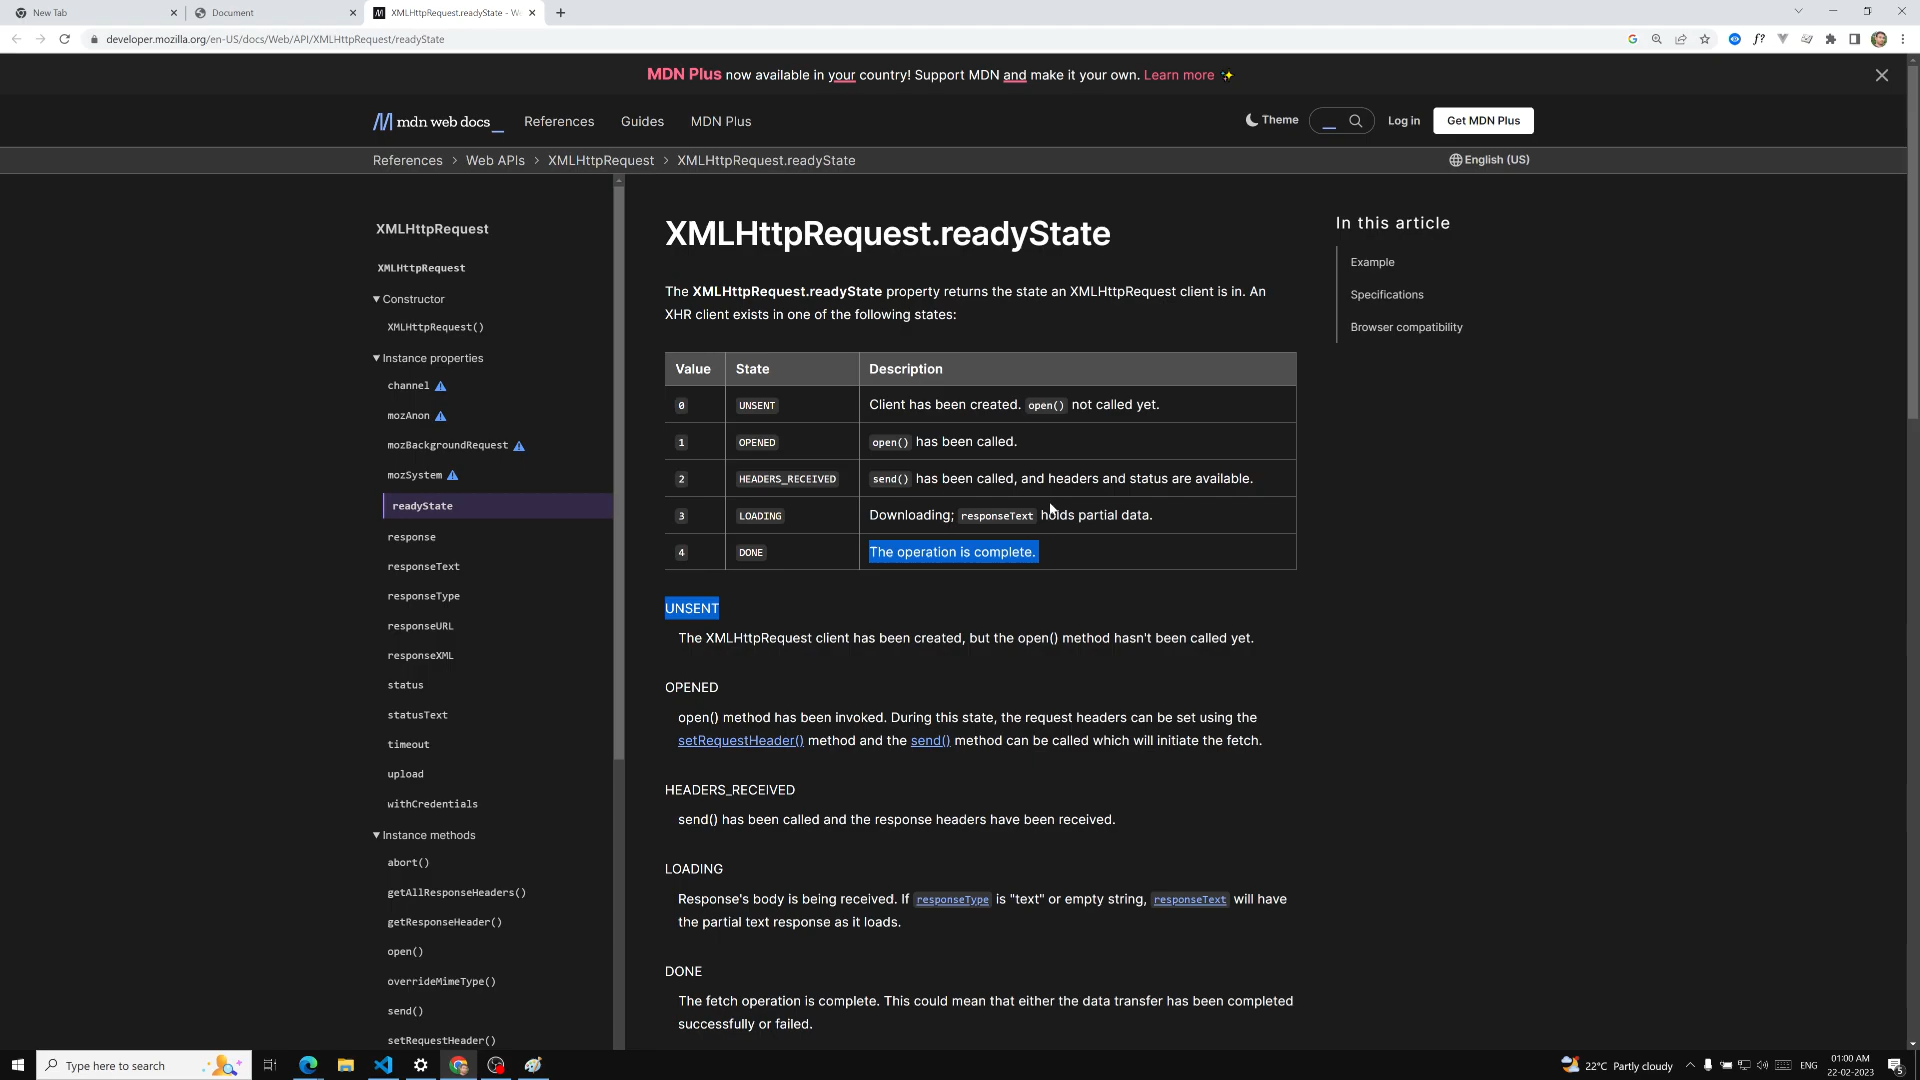 New Tab
Document
XMLHttpRequest.readyState - W
developer.mozilla.org/en-US/docs/Web/API/XMLHttpRequest/readyState
MDN Plus now available in your country! Support MDN and make it your own. Learn more ✨
mdn web docs_
References
Guides
MDN Plus
Theme
Log in
Get MDN Plus
References > Web APIs > XMLHttpRequest > XMLHttpRequest.readyState
English (US)
XMLHttpRequest
XMLHttpRequest
Constructor
XMLHttpRequest()
Instance properties
channel
mozAnon
mozBackgroundRequest
mozSystem
readyState
response
responseText
responseType
responseURL
responseXML
status
statusText
timeout
upload
withCredentials
Instance methods
abort()
getAllResponseHeaders()
getResponseHeader()
open()
overrideMimeType()
send()
setRequestHeader()
XMLHttpRequest.readyState
The XMLHttpRequest.readyState property returns the state an XMLHttpRequest client is in. An
XHR client exists in one of the following states:
Value State Description
0 UNSENT Client has been created. open() not called yet.
1 OPENED open() has been called.
2 HEADERS_RECEIVED send() has been called, and headers and status are available.
3 LOADING Downloading; responseText holds partial data.
4 DONE The operation is complete.
UNSENT
The XMLHttpRequest client has been created, but the open() method hasn't been called yet.
OPENED
open() method has been invoked. During this state, the request headers can be set using the
setRequestHeader() method and the send() method can be called which will initiate the fetch.
HEADERS_RECEIVED
send() has been called and the response headers have been received.
LOADING
Response's body is being received. If responseType is "text" or empty string, responseText will have
the partial text response as it loads.
DONE
The fetch operation is complete. This could mean that either the data transfer has been completed
successfully or failed.
In this article
Example
Specifications
Browser compatibility
Type here to search
22°C Partly cloudy
ENG
01:00 AM
22-02-2023
5